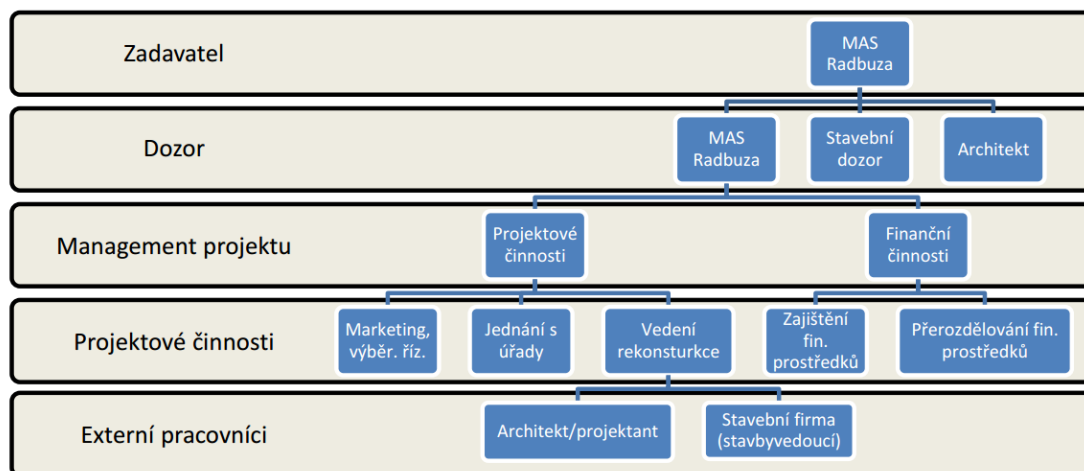 Zadavatel
MAS
Radbuza
Dozor
MAS
Radbuza
Stavební
dozor
Architekt
Management projektu
Projektové
činnosti
Finanční
činnosti
Projektové činnosti
Marketing,
výběr. říz.
Jednání s
úřady
Vedení
rekonsturkce
Zajištění
fin.
prostředků
Přerozdělování fin.
prostředků
Externí pracovníci
Architekt/projektant
Stavební firma
(stavbyvedoucí)